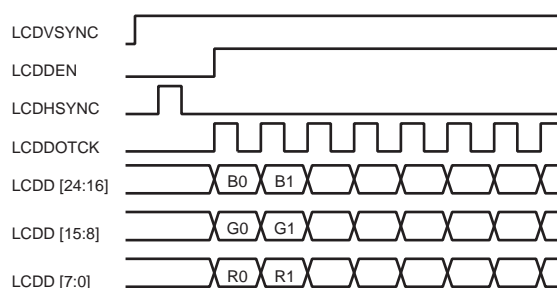 LCDVSYNC
LCDDEN
LCDHSYNC
LCDDOTCK
LCDD [24:16] B0 B1
LCDD [15:8] G0 G1
LCDD [7:0] R0 R1